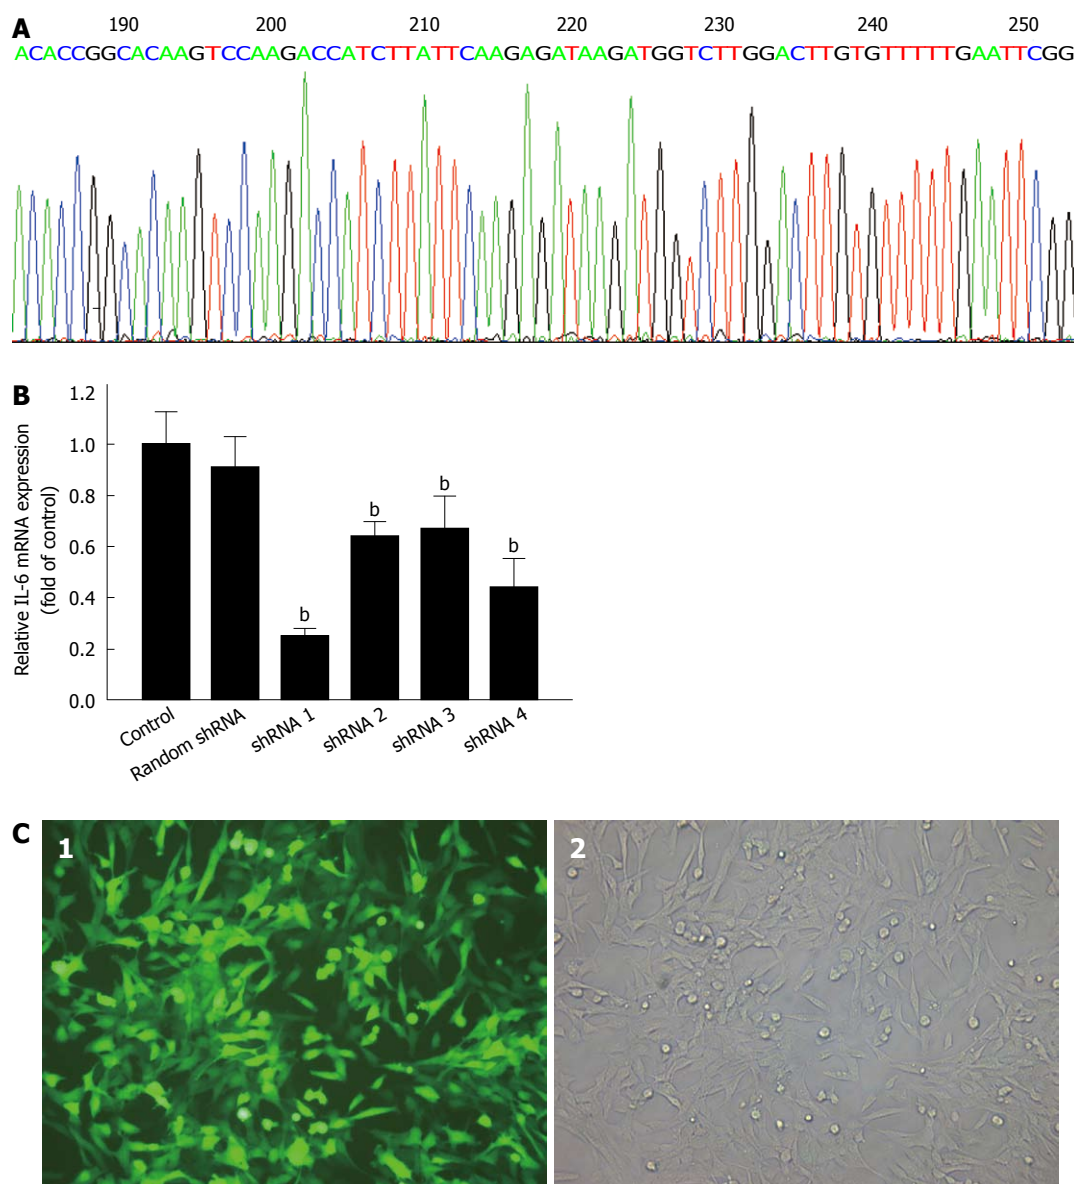 A
190 200 210 220 230 240 250
ACACCGGCACAAGTCCAAGACCATCTTATTCAAGAGATAAGATGGTCTTGGACTTGTGTTTTTGAATTCGG
B
Relative IL-6 mRNA expression
(fold of control)
1.2
1.0
0.8
0.6
0.4
0.2
0.0
b
b
b
b
Control
Random shRNA
shRNA 1
shRNA 2
shRNA 3
shRNA 4
C
1
2